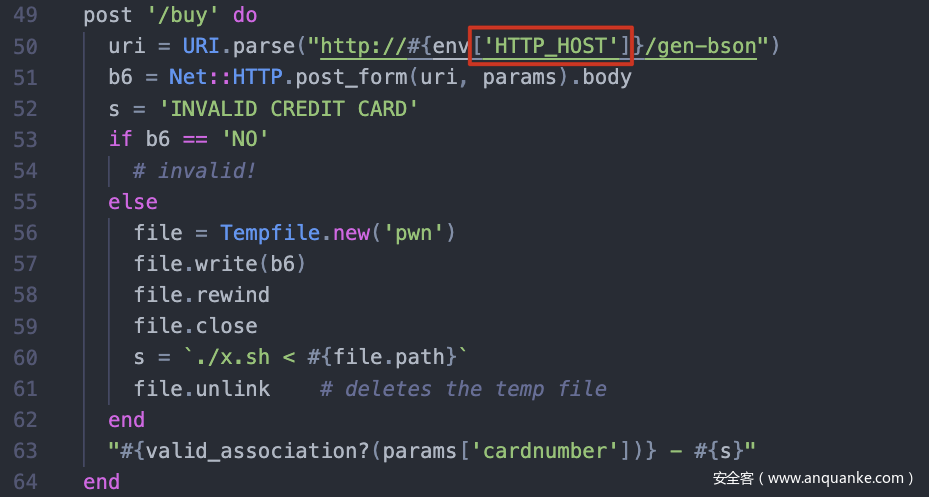 49 post '/buy' do
50 uri = URI.parse("http://#{env['HTTP_HOST']}/gen-bson")
51 b6 = Net::HTTP.post_form(uri, params).body
52 s = 'INVALID CREDIT CARD'
53 if b6 == 'NO'
54 # invalid!
55 else
56 file = Tempfile.new('pwn')
57 file.write(b6)
58 file.rewind
59 file.close
60 s = `./x.sh < #{file.path}`
61 file.unlink # deletes the temp file
62 end
63 "#{valid_association?(params['cardnumber'])} - #{s}"
64 end
安全客（www.anquanke.com）